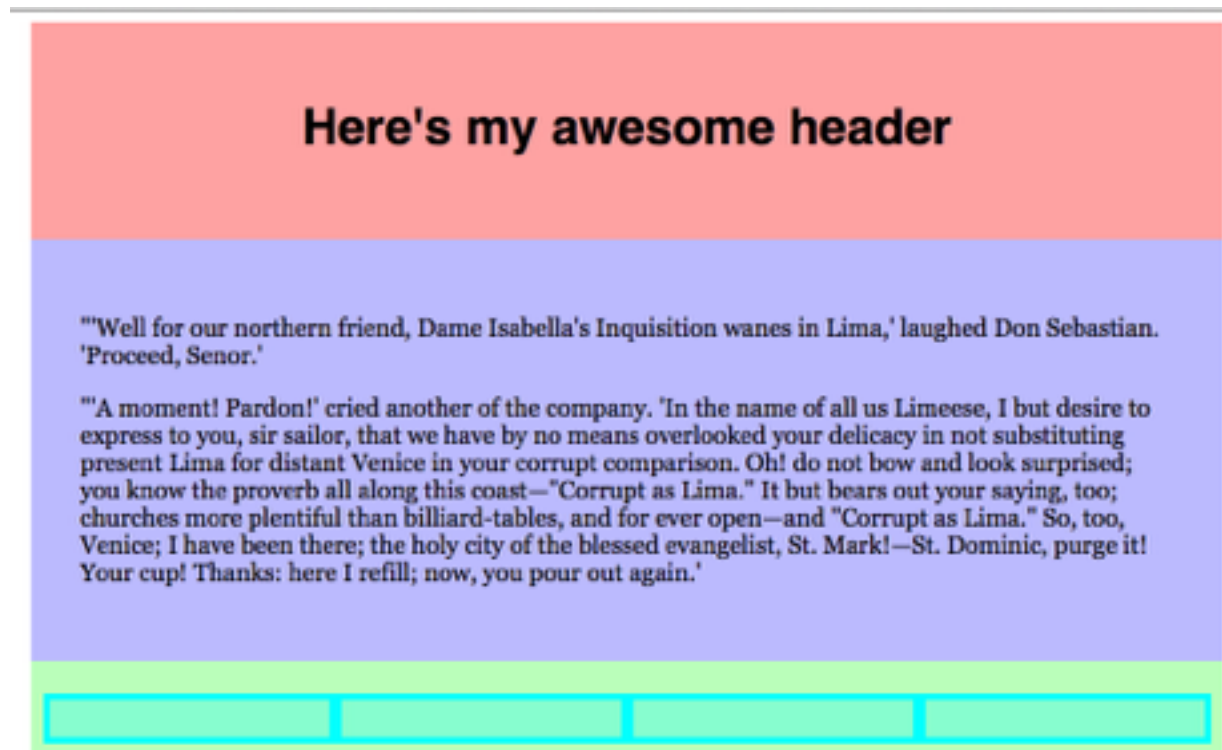 Here's my awesome header
"'Well for our northern friend, Dame Isabella's Inquisition wanes in Lima,' laughed Don Sebastian.
'Proceed, Senor.'
"'A moment! Pardon!' cried another of the company. 'In the name of all us Limeese, I but desire to
express to you, sir sailor, that we have by no means overlooked your delicacy in not substituting
present Lima for distant Venice in your corrupt comparison. Oh! do not bow and look surprised;
you know the proverb all along this coast—"Corrupt as Lima." It but bears out your saying, too;
churches more plentiful than billiard-tables, and for ever open—and "Corrupt as Lima." So, too,
Venice; I have been there; the holy city of the blessed evangelist, St. Mark!—St. Dominic, purge it!
Your cup! Thanks: here I refill; now, you pour out again.'